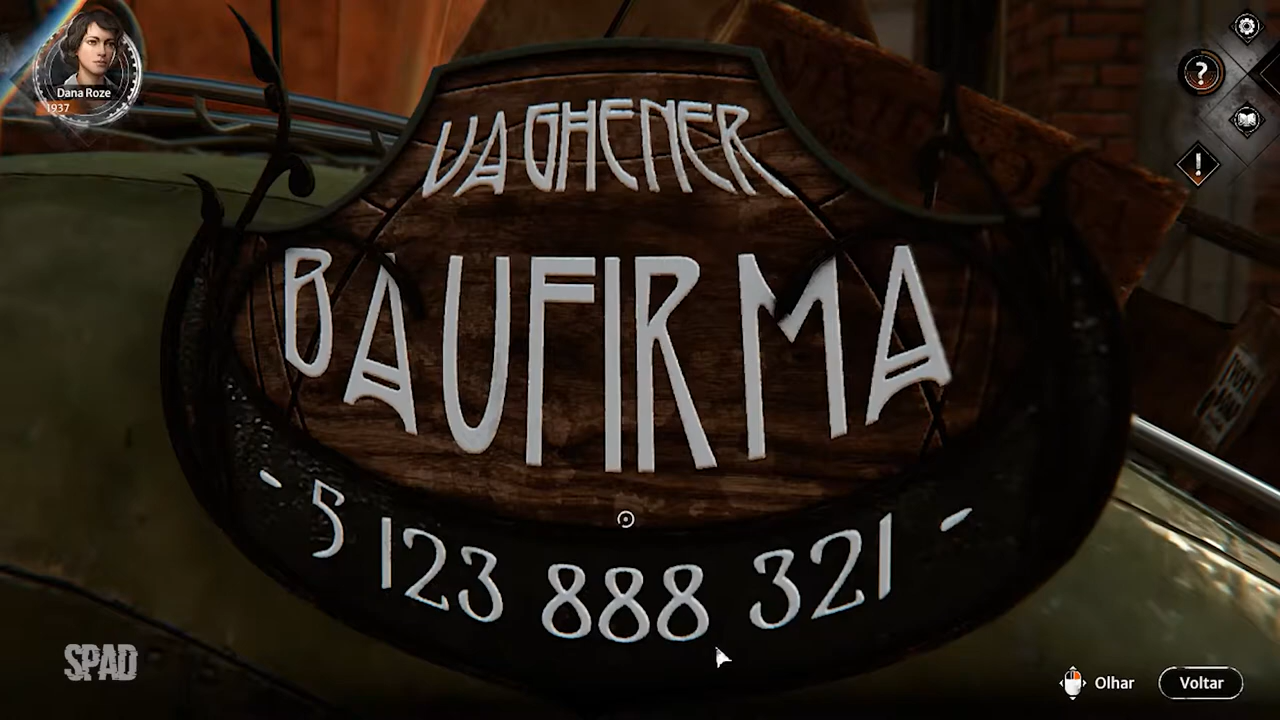 Dana Roze
1937
VAGHENER
BAUFIRMA
- 5 123 888 321 -
SPAD
Olhar
Voltar